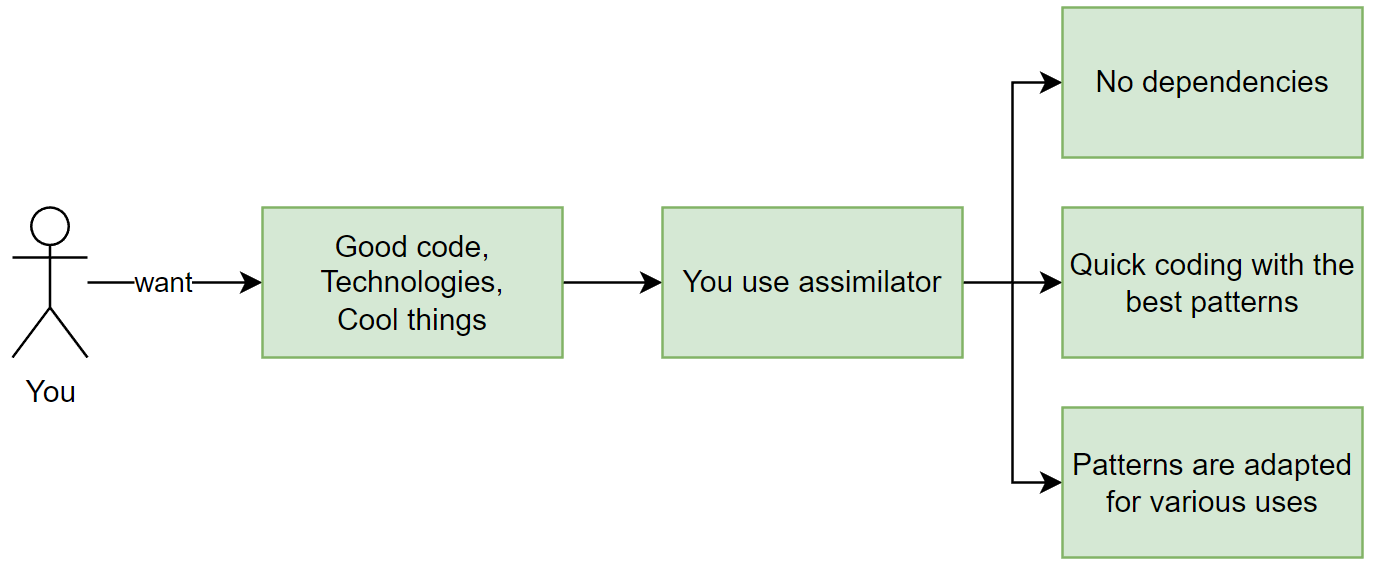 You
want
Good code,
Technologies,
Cool things
You use assimilator
No dependencies
Quick coding with the
best patterns
Patterns are adapted
for various uses